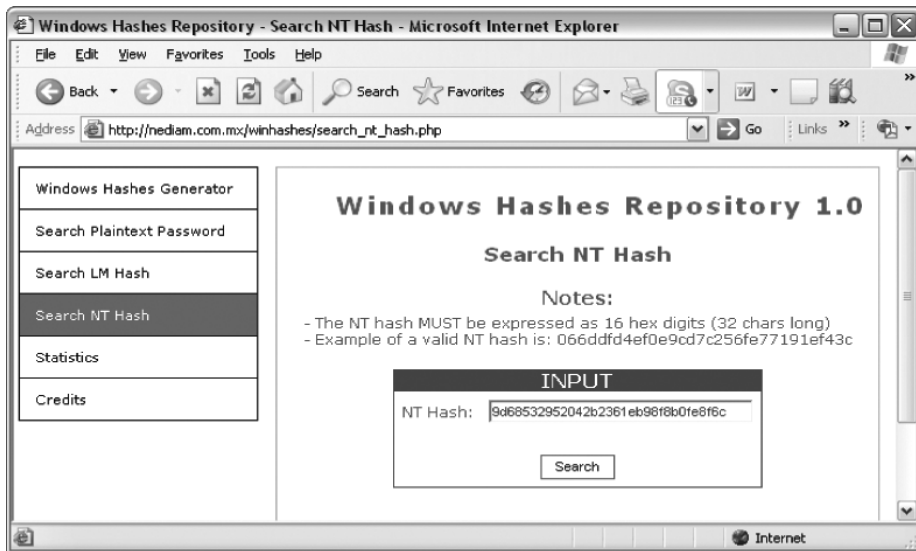 Windows Hashes Repository - Search NT Hash - Microsoft Internet Explorer
File Edit View Favorites Tools Help
Back Search Favorites
Address http://nediam.com.mx/winhashes/search_nt_hash.php Go Links »
Windows Hashes Generator
Search Plaintext Password
Search LM Hash
Search NT Hash
Statistics
Credits
Windows Hashes Repository 1.0
Search NT Hash
Notes:
- The NT hash MUST be expressed as 16 hex digits (32 chars long)
- Example of a valid NT hash is: 066ddfd4ef0e9cd7c256fe77191ef43c
INPUT
NT Hash: 9d68532952042b2361eb98f8b0fe8f6c
Search
Internet